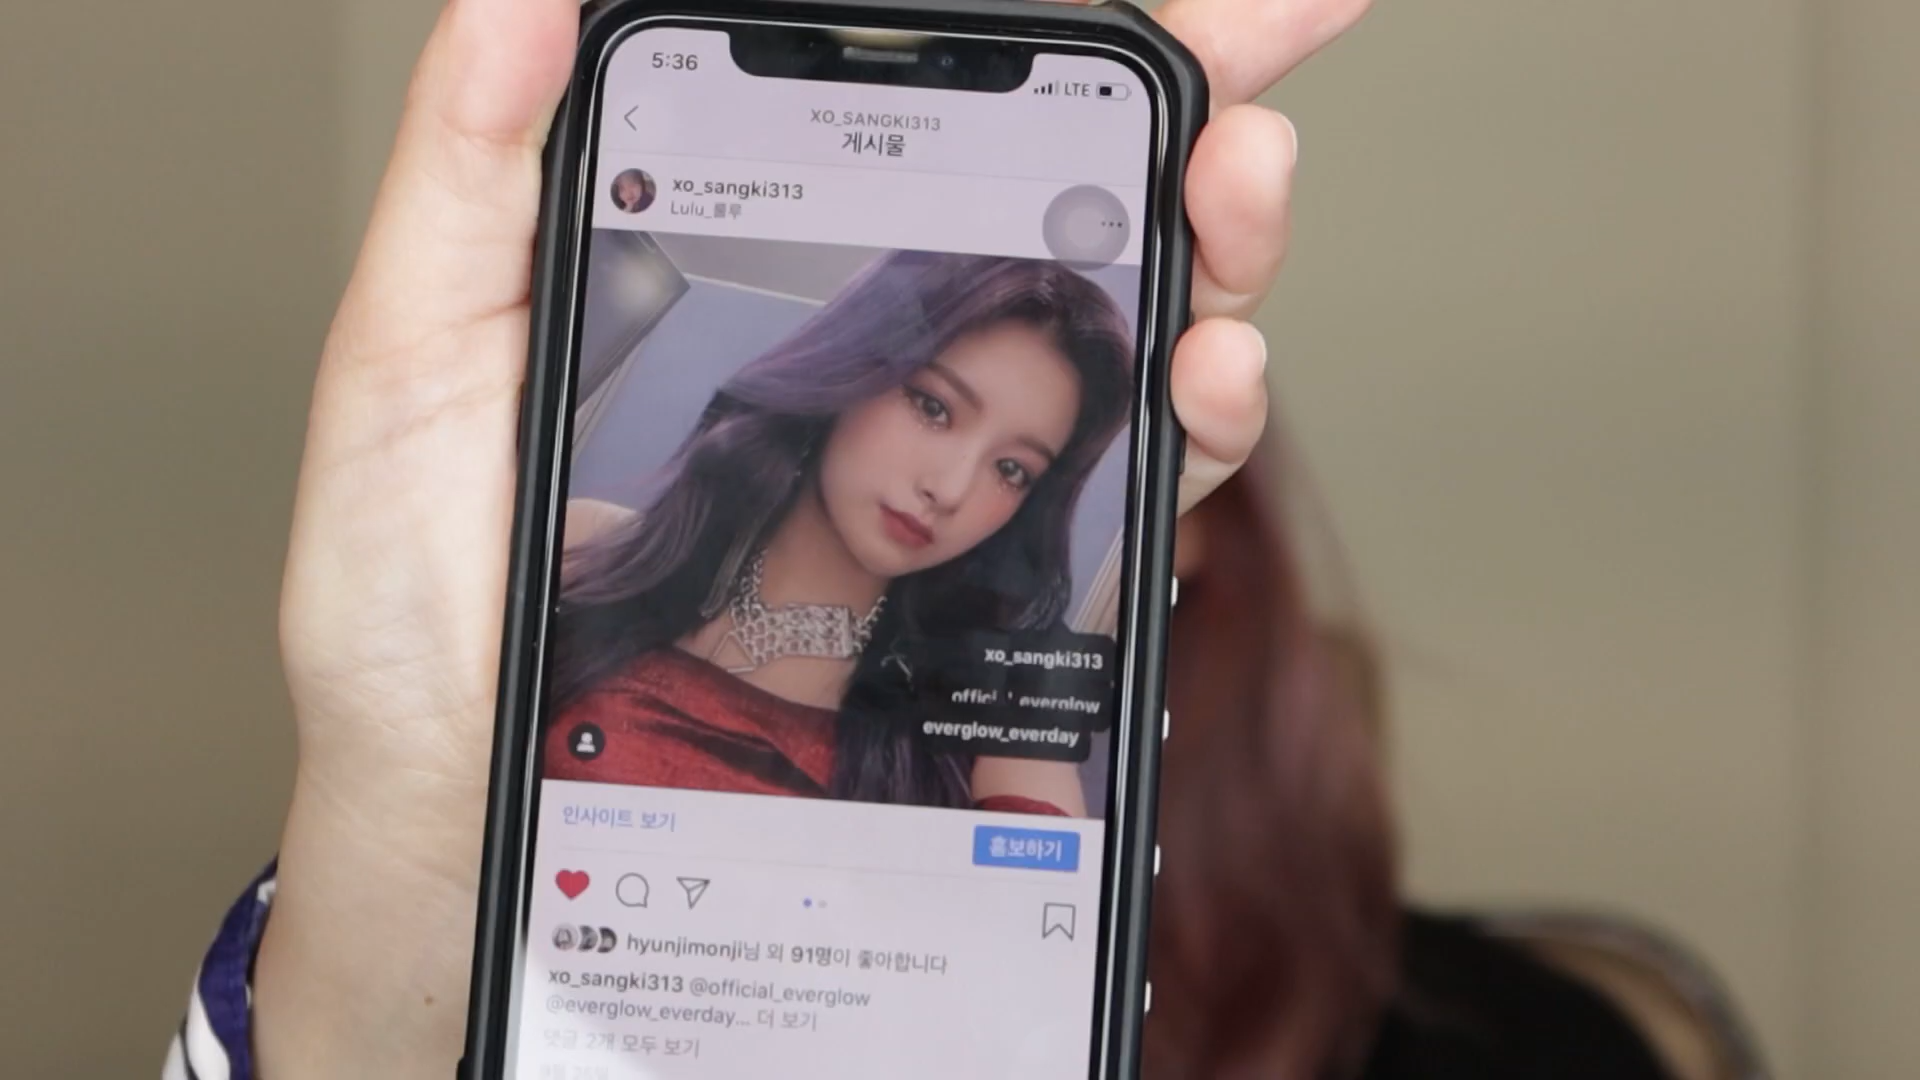 5:36
LTE
XO_SANGKI313
게시물
xo_sangki313
Lulu_룰루
xo_sangki313
official_everglow
everglow_everday
인사이트 보기
홍보하기
hyunjimonji님 외 91명이 좋아합니다
xo_sangki313 @official_everglow
@everglow_everday... 더 보기
댓글 2개 모두 보기